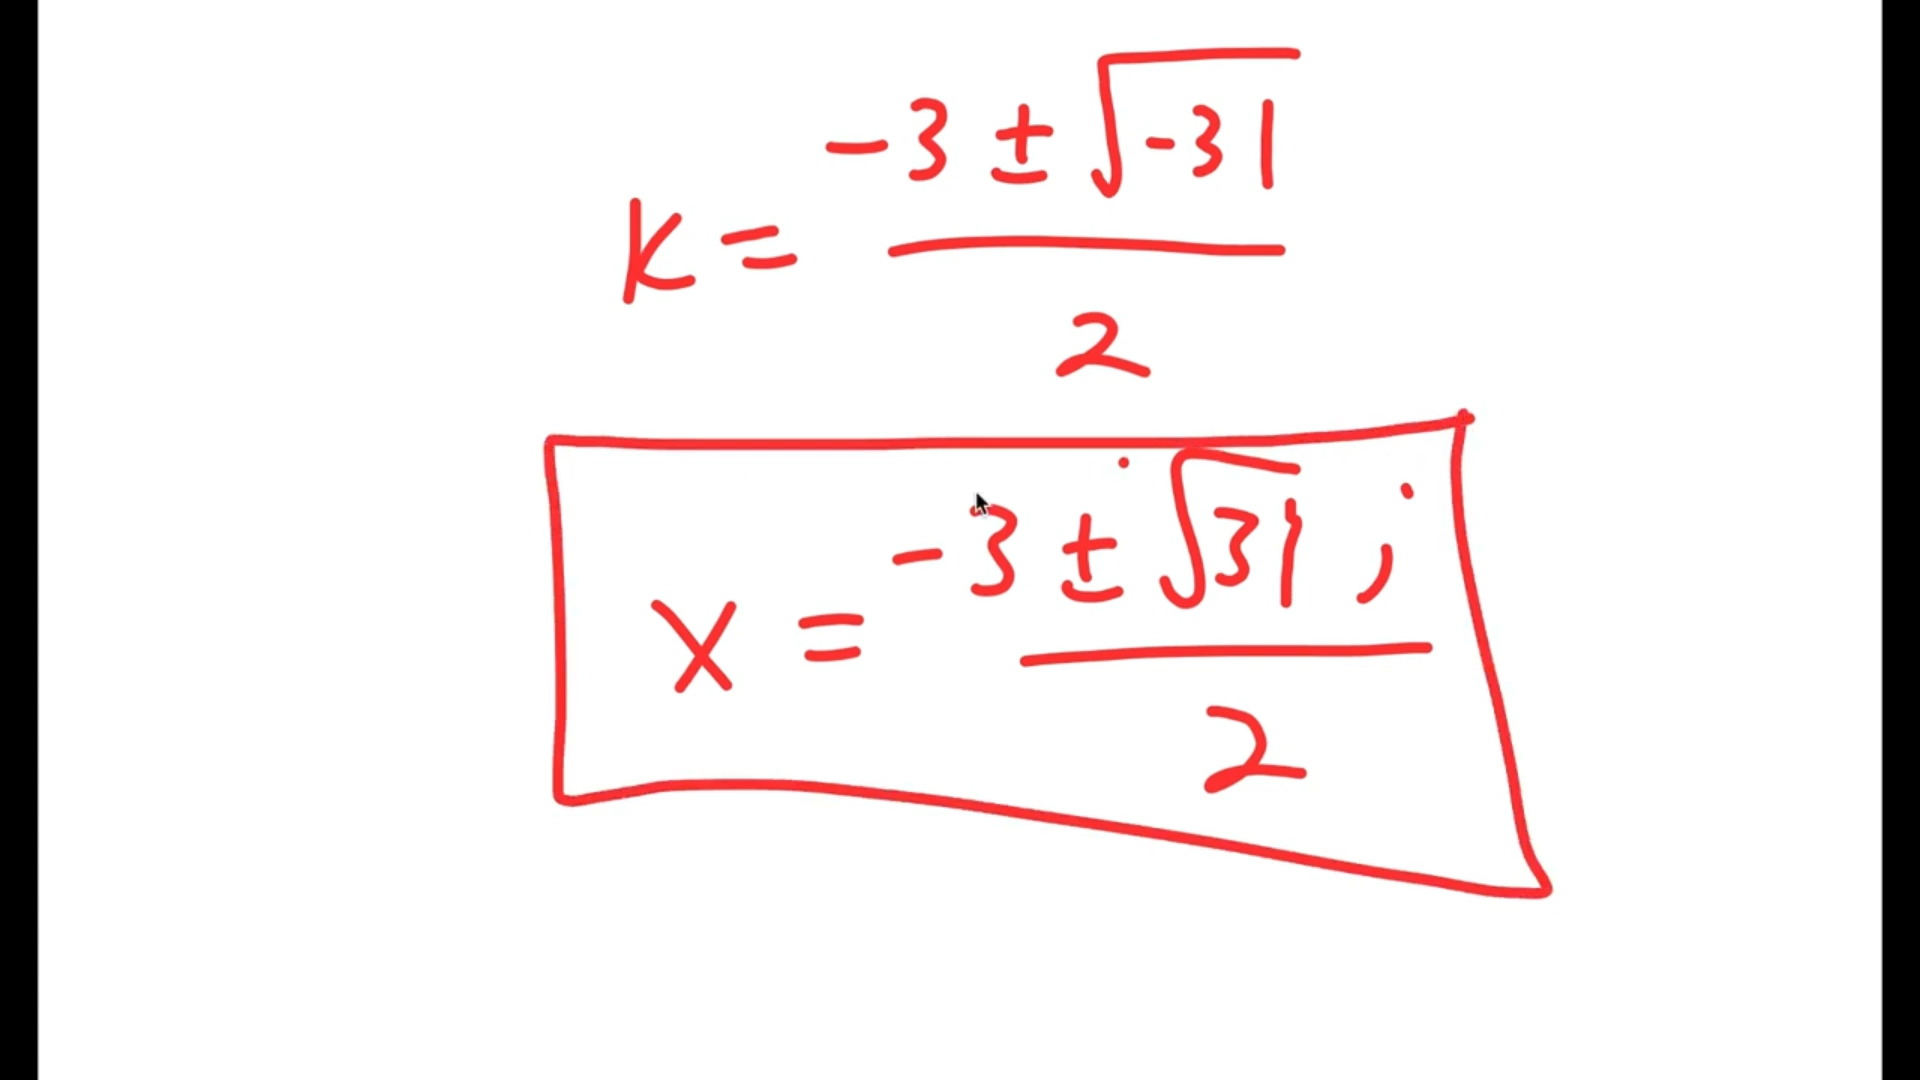 K = (-3 ± √-31) / 2
x = (-3 ± √31 i) / 2